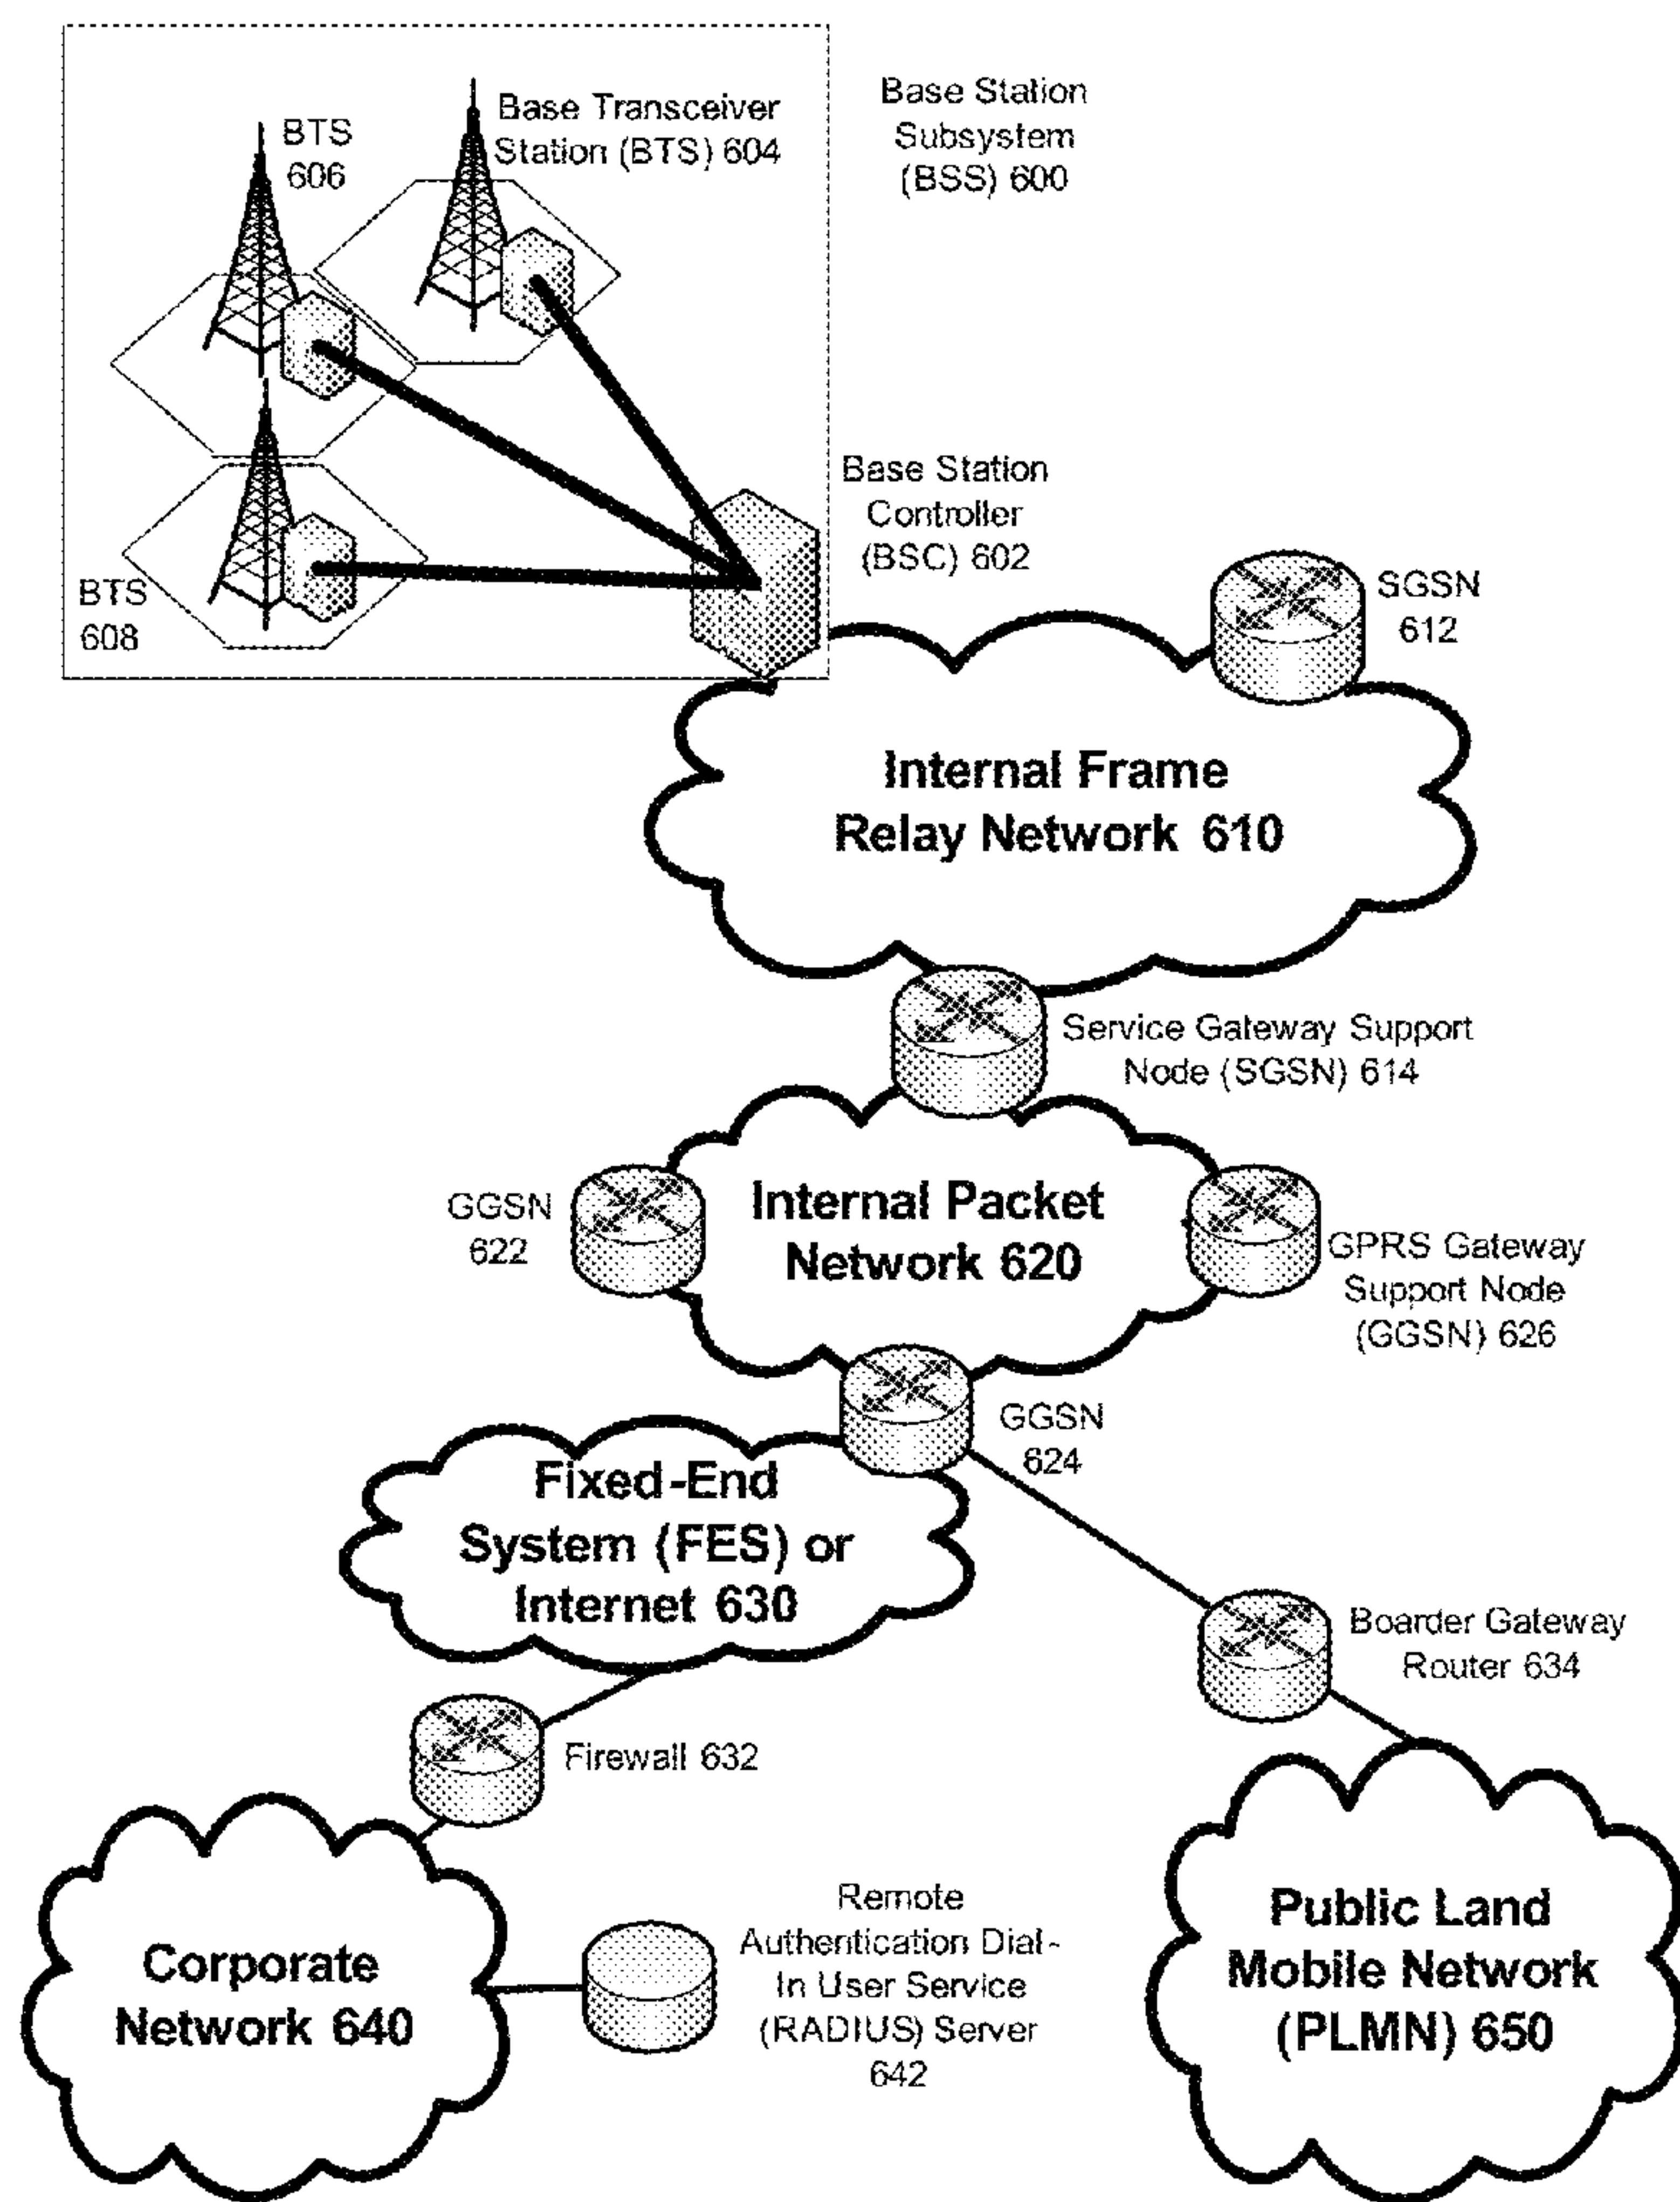 BTS
606
Base Transceiver
Station (BTS) 604
Base Station
Subsystem
(BSS) 600
BTS
608
Base Station
Controller
(BSC) 602
SGSN
612
Internal Frame
Relay Network 610
Service Gateway Support
Node (SGSN) 614
GGSN
622
Internal Packet
Network 620
GPRS Gateway
Support Node
(GGSN) 626
GGSN
624
Fixed-End
System (FES) or
Internet 630
Boarder Gateway
Router 634
Firewall 632
Corporate
Network 640
Remote
Authentication Dial-
In User Service
(RADIUS) Server
642
Public Land
Mobile Network
(PLMN) 650